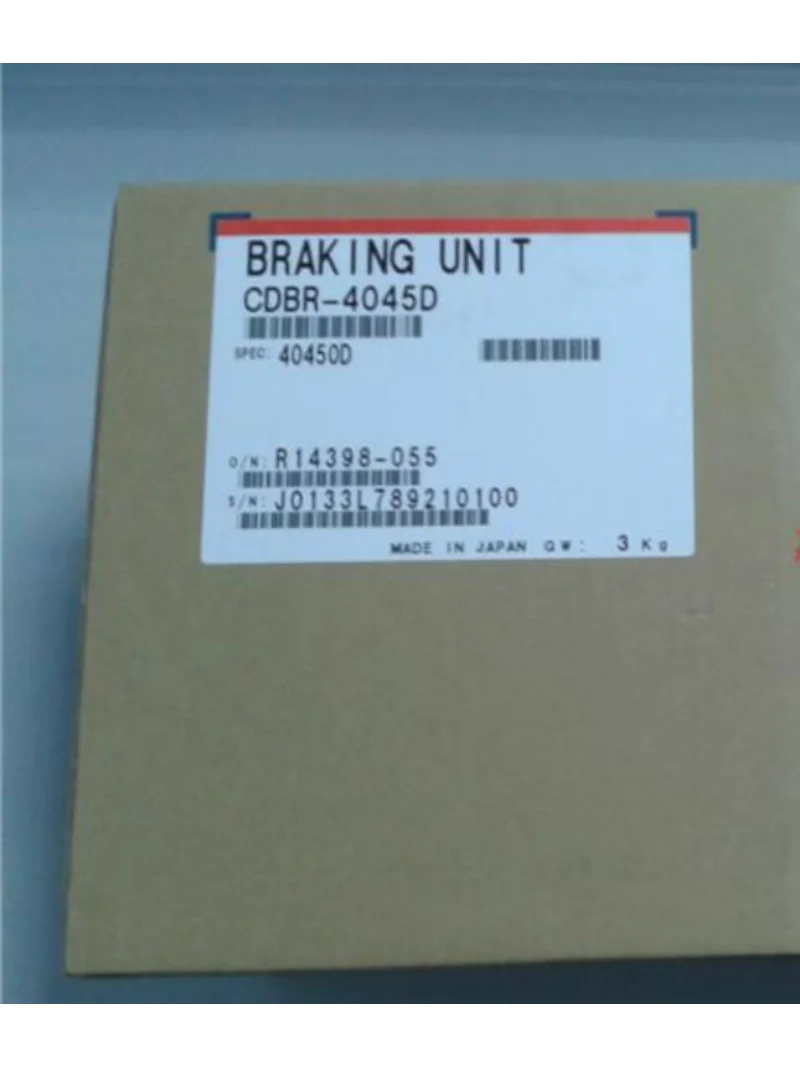 BRAKING UNIT
CDBR-4045D
SPEC: 40450D
O/N: R14398-055
S/N: J0133L789210100
MADE IN JAPAN GW: 3 Kg